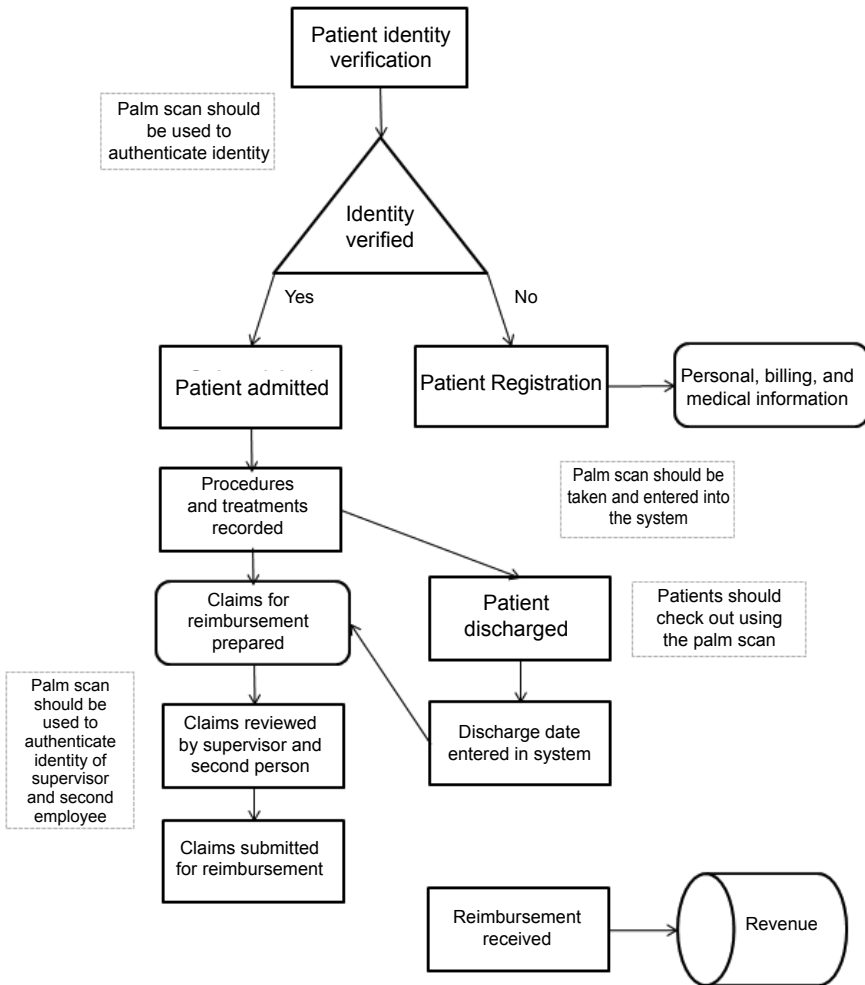 Patient identity
verification
Palm scan should
be used to
authenticate identity
Identity
verified
Yes
No
Patient admitted
Patient Registration
Personal, billing, and
medical information
Procedures
and treatments
recorded
Palm scan should be
taken and entered into
the system
Claims for
reimbursement
prepared
Patient
discharged
Patients should
check out using
the palm scan
Palm scan
should be
used to
authenticate
identity of
supervisor
and second
employee
Claims reviewed
by supervisor and
second person
Discharge date
entered in system
Claims submitted
for reimbursement
Reimbursement
received
Revenue